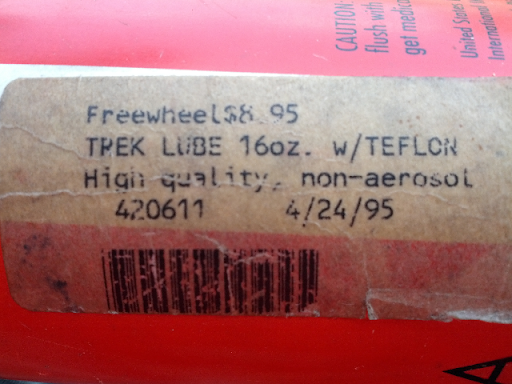 CAUTION:
flush with
get medica
United States
International
Freewheel$8.95
TREK LUBE 16oz. w/TEFLON
High quality, non-aerosol
420611 4/24/95
A